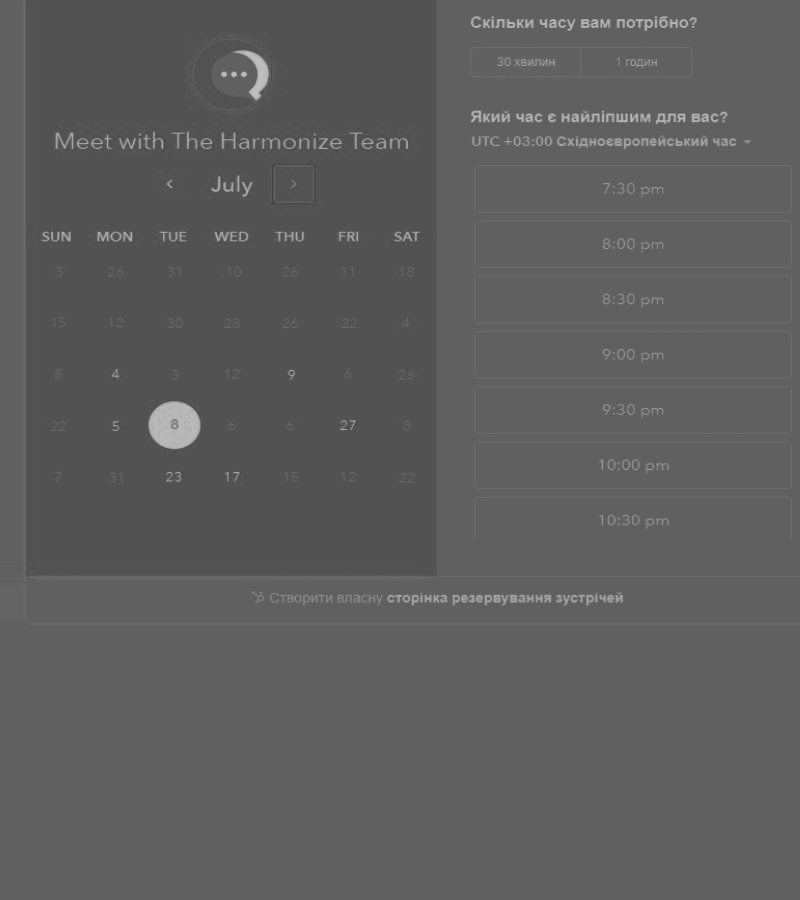 Скільки часу вам потрібно?
30 хвилин 1 годин
Meet with The Harmonize Team
July
SUN MON TUE WED THU FRI SAT
3 26 31 10 26 11 18
15 12 30 28 26 22 4
8 4 3 12 9 6 26
22 5 8 6 6 27 8
7 31 23 17 15 12 22
Який час є найліпшим для вас?
UTC +03:00 Східноєвропейський час
7:30 pm
8:00 pm
8:30 pm
9:00 pm
9:30 pm
10:00 pm
10:30 pm
Створити власну сторінка резервування зустрічей